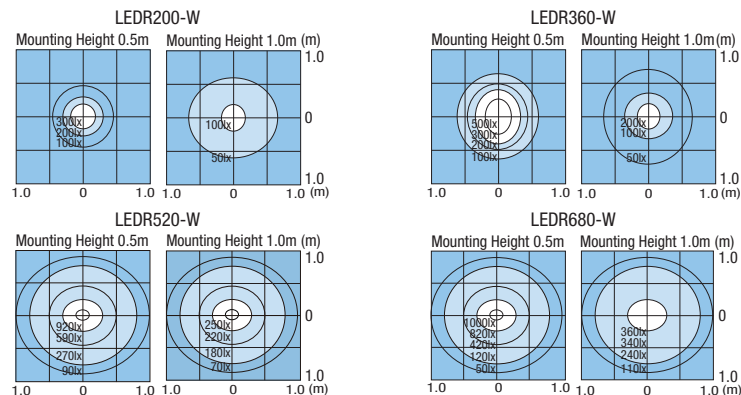 LEDR200-W
Mounting Height 0.5m
Mounting Height 1.0m (m)
300lx
200lx
100lx
100lx
50lx
1.0
0
1.0
1.0 0 1.0 1.0 0 1.0 (m)
LEDR360-W
Mounting Height 0.5m
Mounting Height 1.0m(m)
500lx
300lx
200lx
100lx
200lx
100lx
50lx
1.0
0
1.0
1.0 0 1.0 1.0 0 1.0 (m)
LEDR520-W
Mounting Height 0.5m
Mounting Height 1.0m (m)
920lx
590lx
270lx
90lx
250lx
220lx
180lx
70lx
1.0
0
1.0
1.0 0 1.0 1.0 0 1.0 (m)
LEDR680-W
Mounting Height 0.5m
Mounting Height 1.0m (m)
1000lx
820lx
420lx
120lx
50lx
360lx
340lx
240lx
110lx
1.0
0
1.0
1.0 0 1.0 1.0 0 1.0 (m)